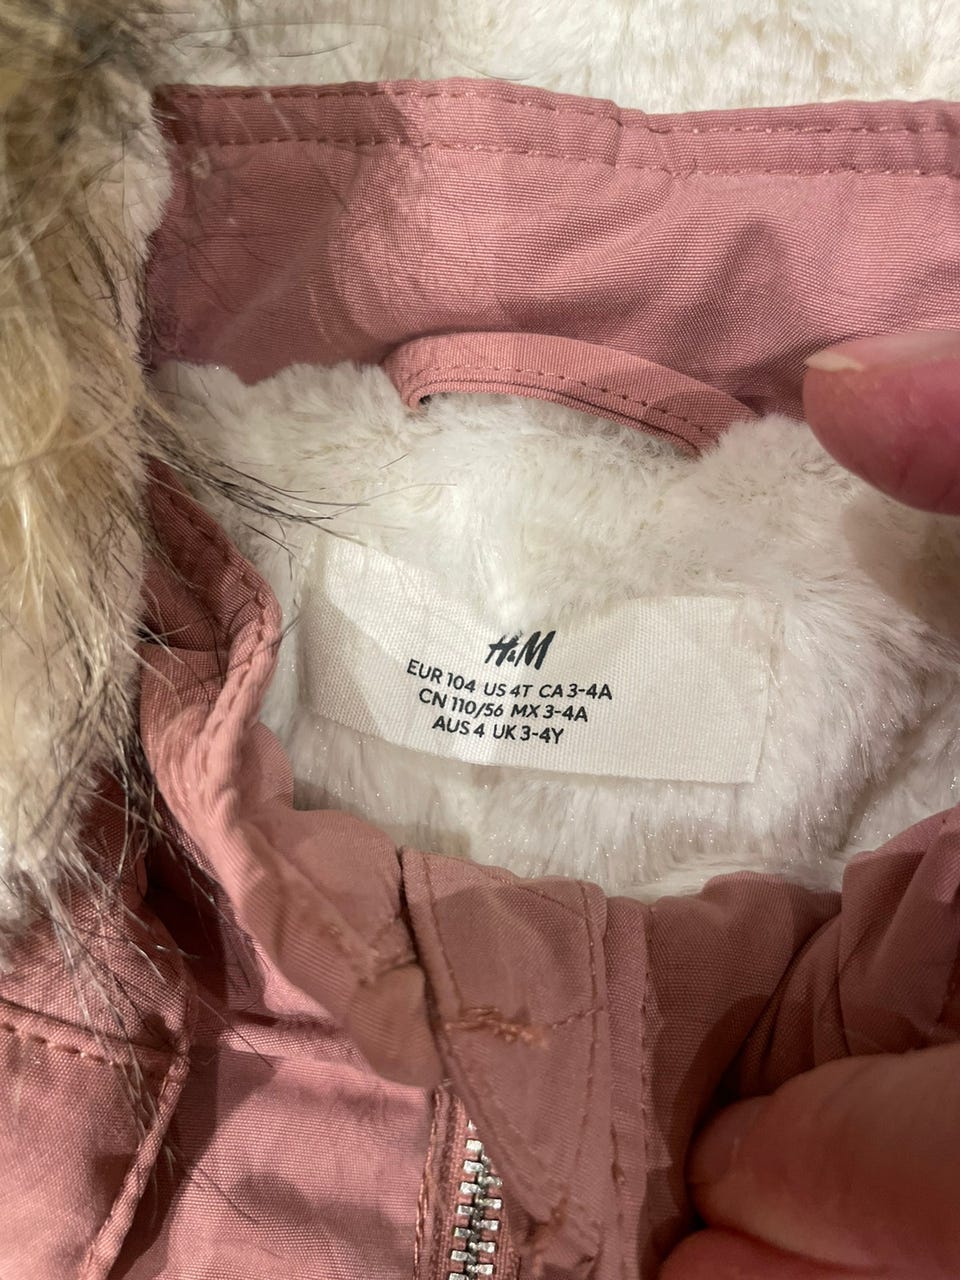 H&M
EUR 104 US 4T CA 3-4A
CN 110/56 MX 3-4A
AUS 4 UK 3-4Y